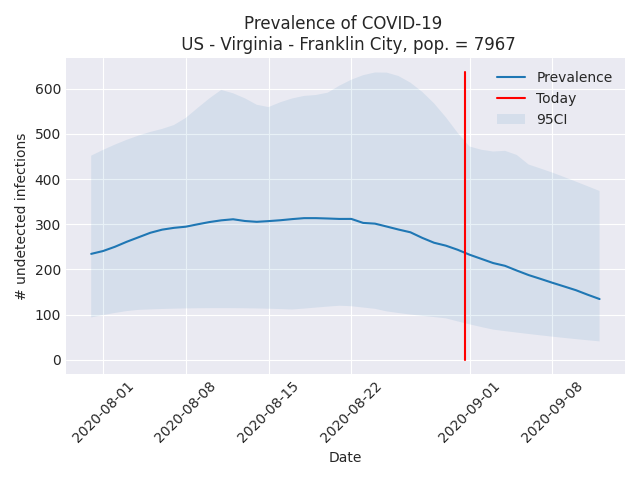 Prevalence of COVID-19
US - Virginia - Franklin City, pop. = 7967
Prevalence
Today
95CI
# undetected infections
600
500
400
300
200
100
0
2020-08-01
2020-08-08
2020-08-15
2020-08-22
2020-09-01
2020-09-08
Date